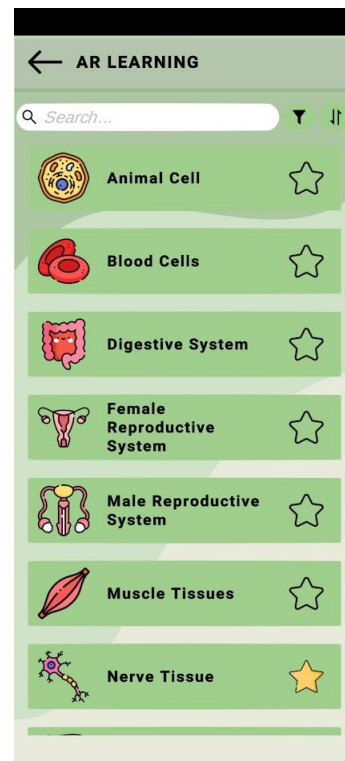 AR LEARNING
Search...
Animal Cell
Blood Cells
Digestive System
Female
Reproductive
System
Male Reproductive
System
Muscle Tissues
Nerve Tissue